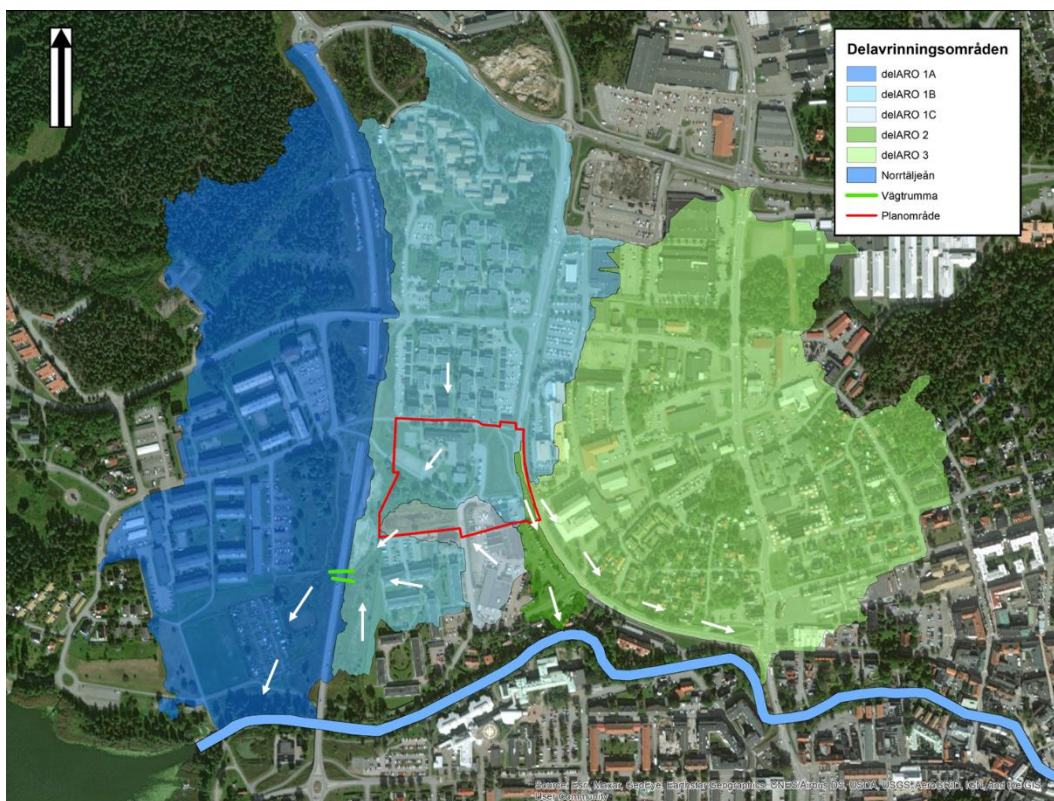 Delavrinningsområden
delARO 1A
delARO 1B
delARO 1C
delARO 2
delARO 3
Norrtäljeån
Vägtrumma
Planområde
Source: Esri, Maxar, GeoEye, Earthstar Geographics, CNES/Airbus DS, USDA, USGS, AeroGRID, IGN, and the GIS
User Community